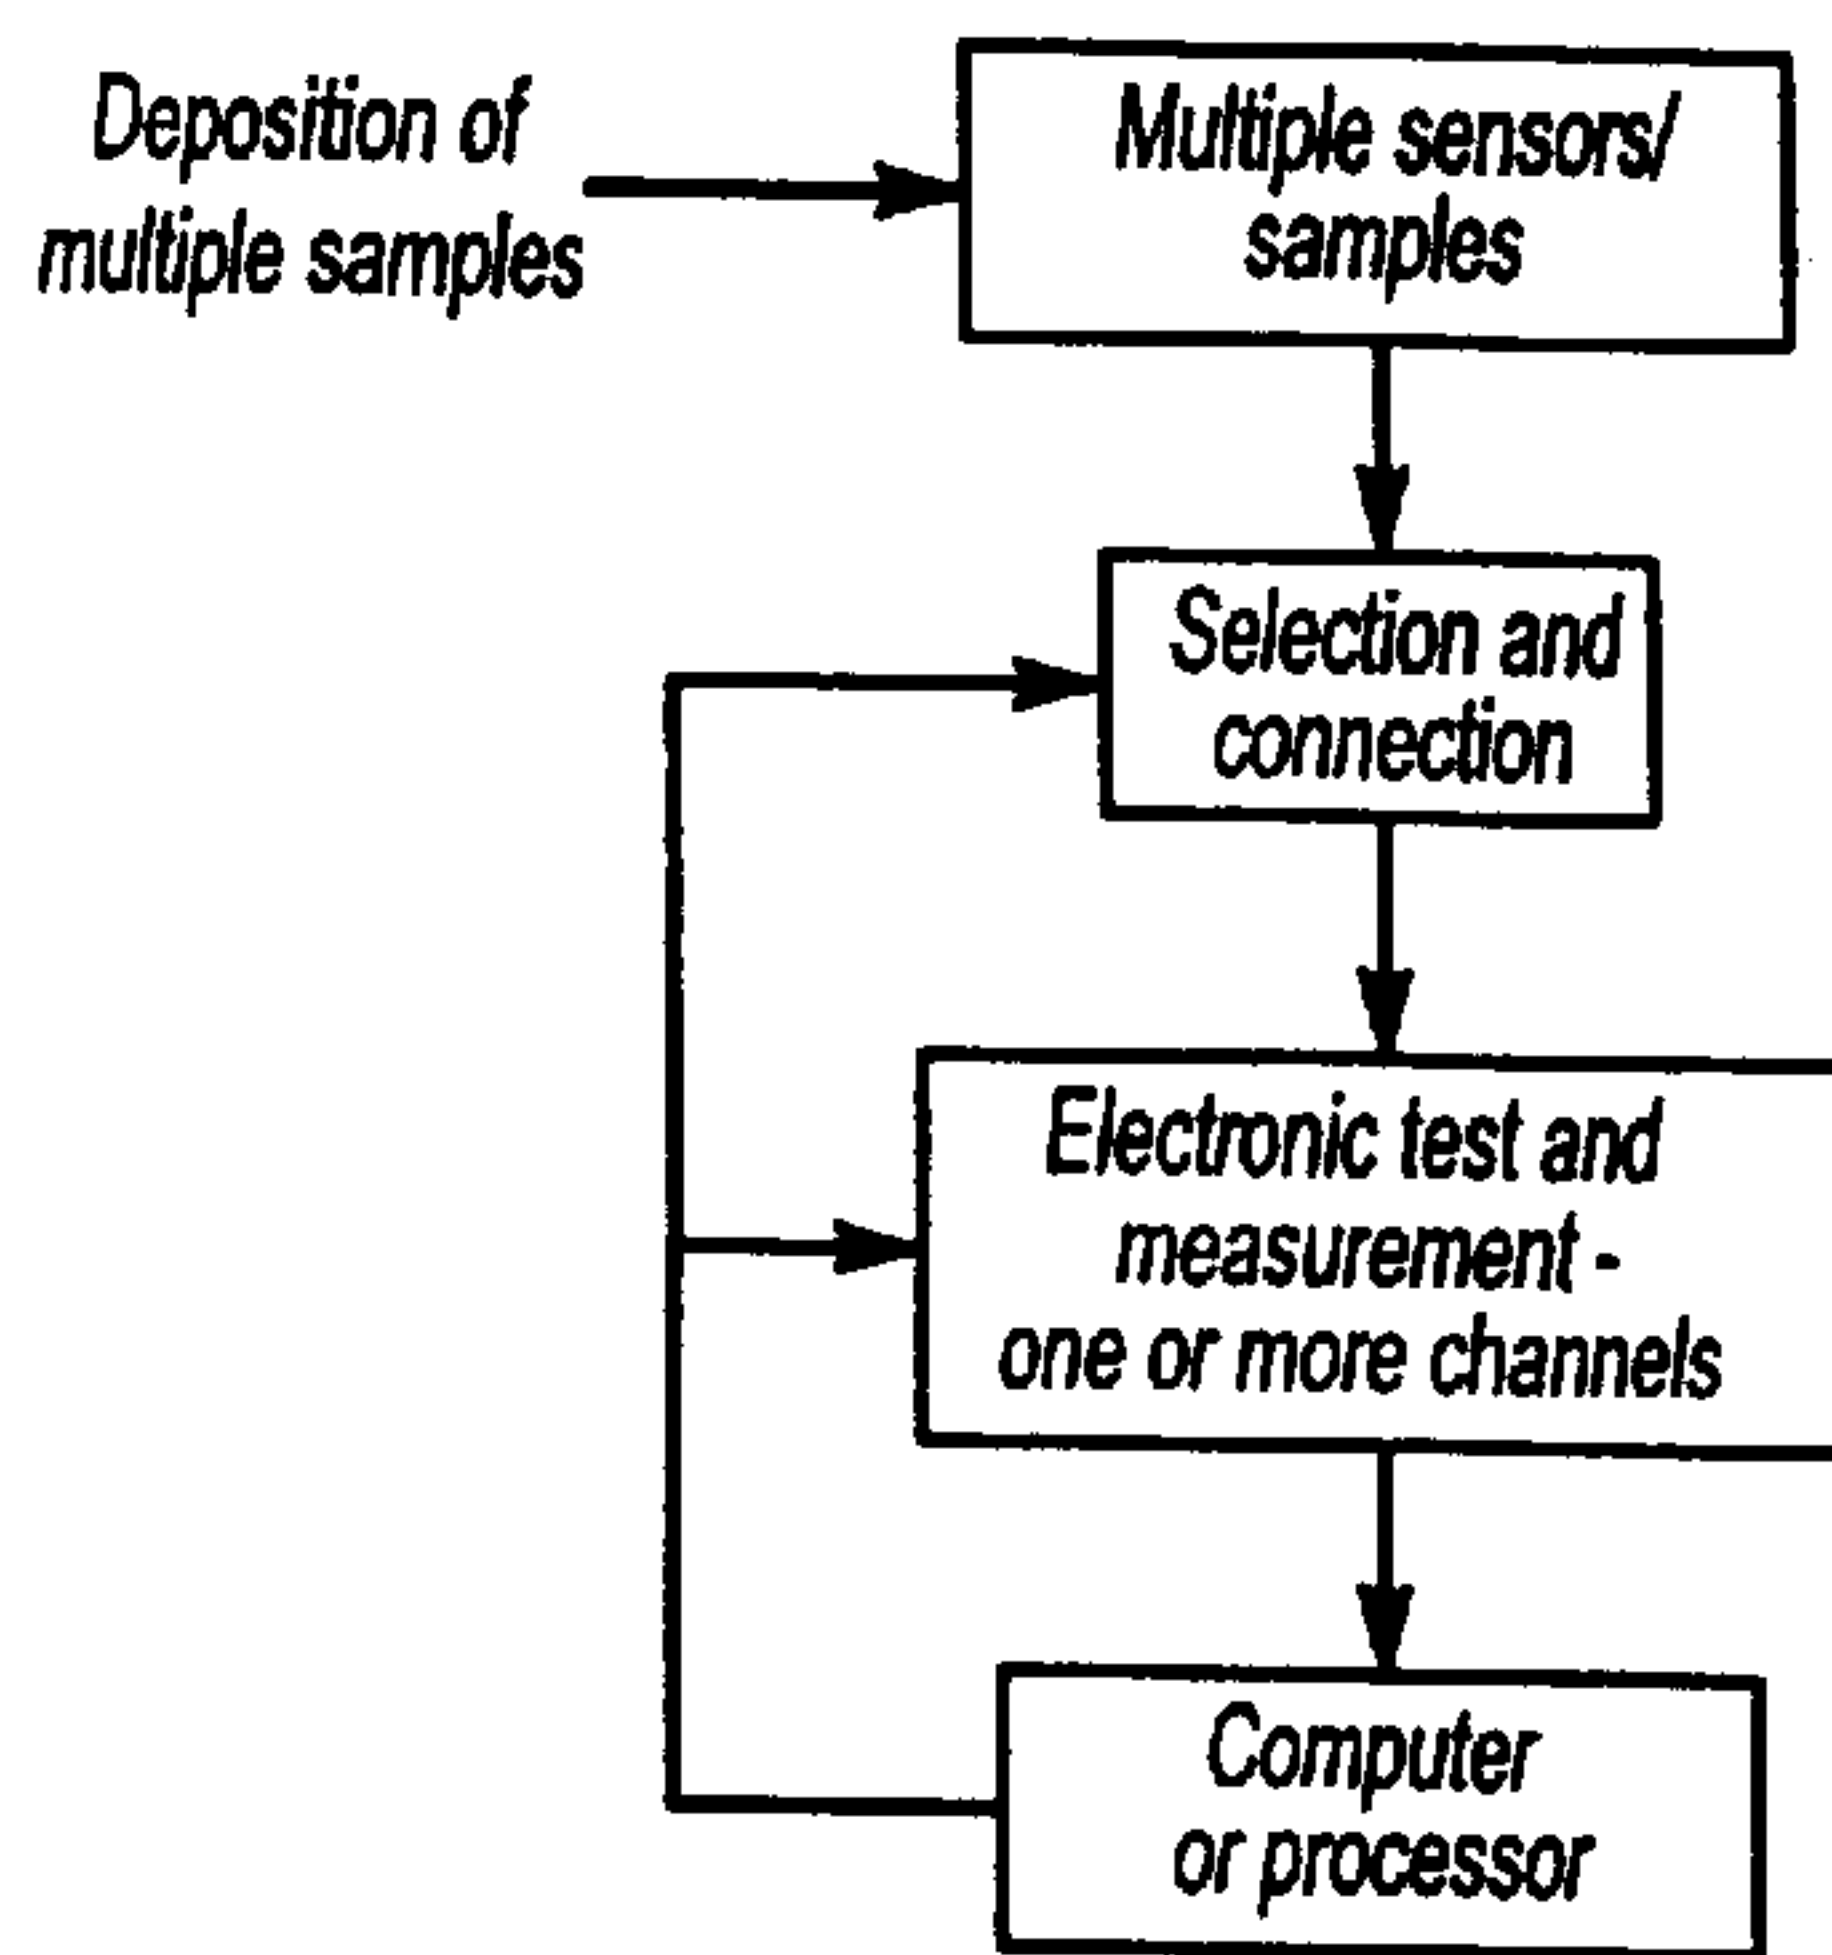 Deposition of
multiple samples
Multiple sensors/
samples
Selection and
connection
Electronic test and
measurement -
one or more channels
Computer
or processor